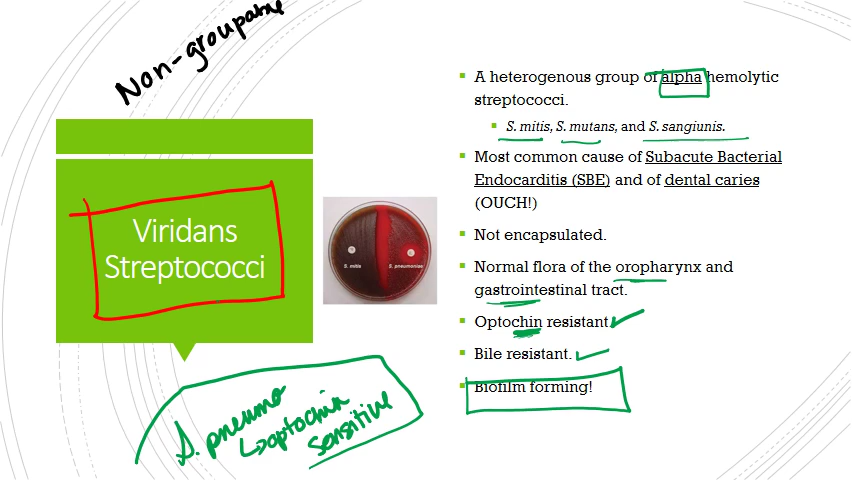 Non-groupable
Viridans
Streptococci
S. mitis
S. pneumoniae
S. pneumo
↳optochin
sensitive
A heterogenous group of alpha hemolytic
streptococci.
S. mitis, S. mutans, and S. sangiunis.
Most common cause of Subacute Bacterial
Endocarditis (SBE) and of dental caries
(OUCH!)
Not encapsulated.
Normal flora of the oropharynx and
gastrointestinal tract.
Optochin resistant
Bile resistant.
Biofilm forming!